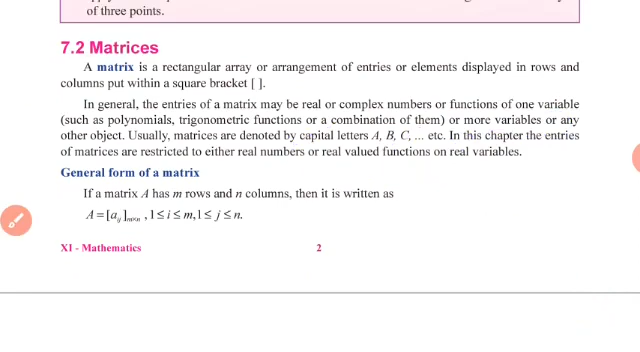 of three points.
7.2 Matrices
A matrix is a rectangular array or arrangement of entries or elements displayed in rows and
columns put within a square bracket [ ].
In general, the entries of a matrix may be real or complex numbers or functions of one variable
(such as polynomials, trigonometric functions or a combination of them) or more variables or any
other object. Usually, matrices are denoted by capital letters A, B, C, ... etc. In this chapter the entries
of matrices are restricted to either real numbers or real valued functions on real variables.
General form of a matrix
If a matrix A has m rows and n columns, then it is written as
A = [a_{ij}]_{m×n} , 1 ≤ i ≤ m, 1 ≤ j ≤ n.
XI - Mathematics 2